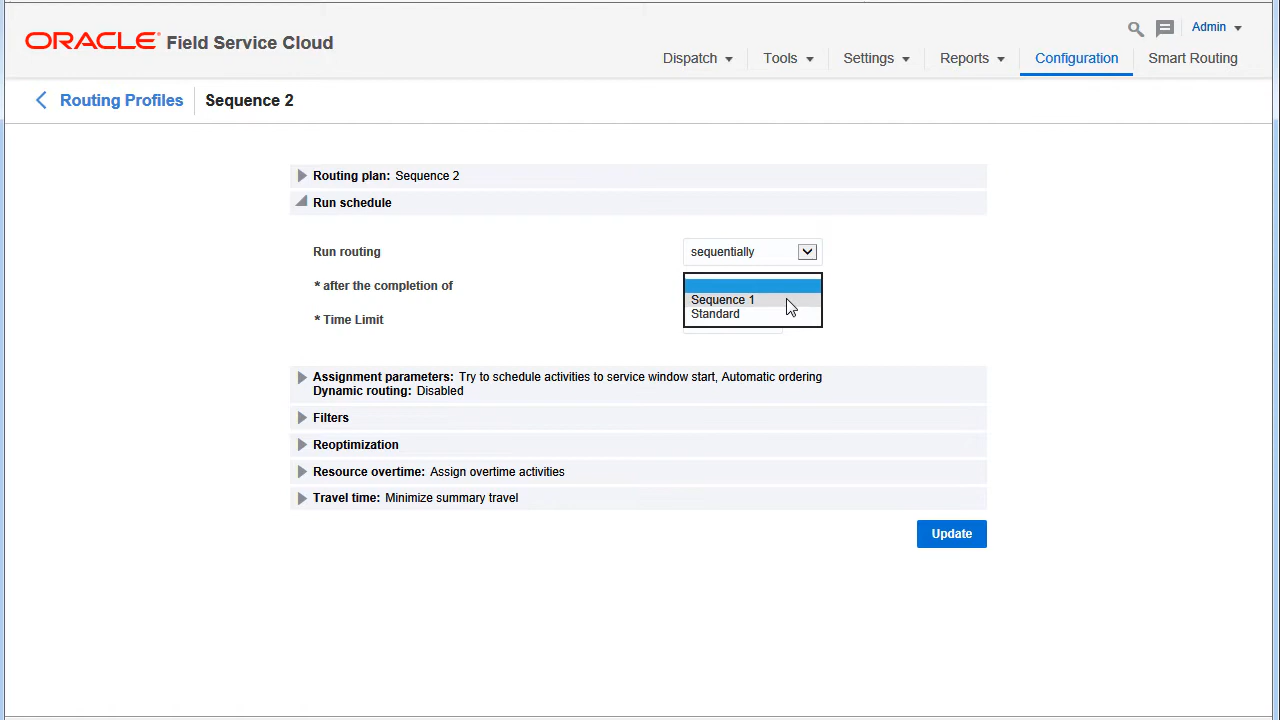 ORACLE Field Service Cloud
Admin
Dispatch Tools Settings Reports Configuration Smart Routing
Routing Profiles Sequence 2
Routing plan: Sequence 2
Run schedule
Run routing sequentially
* after the completion of
Sequence 1
Standard
* Time Limit
Assignment parameters: Try to schedule activities to service window start, Automatic ordering
Dynamic routing: Disabled
Filters
Reoptimization
Resource overtime: Assign overtime activities
Travel time: Minimize summary travel
Update